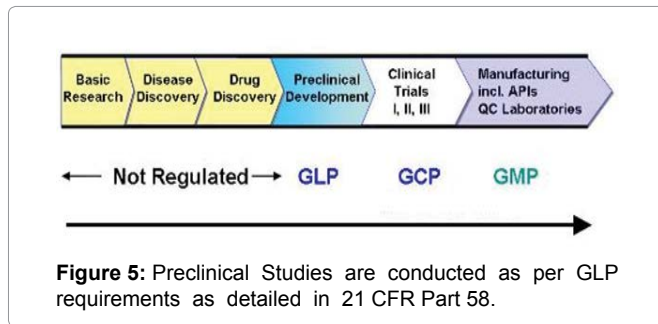 Basic
Research
Disease
Discovery
Drug
Discovery
Preclinical
Development
Clinical
Trials
I, II, III
Manufacturing
incl. APIs
QC Laboratories
Not Regulated
GLP
GCP
GMP
Figure 5: Preclinical Studies are conducted as per GLP
requirements as detailed in 21 CFR Part 58.